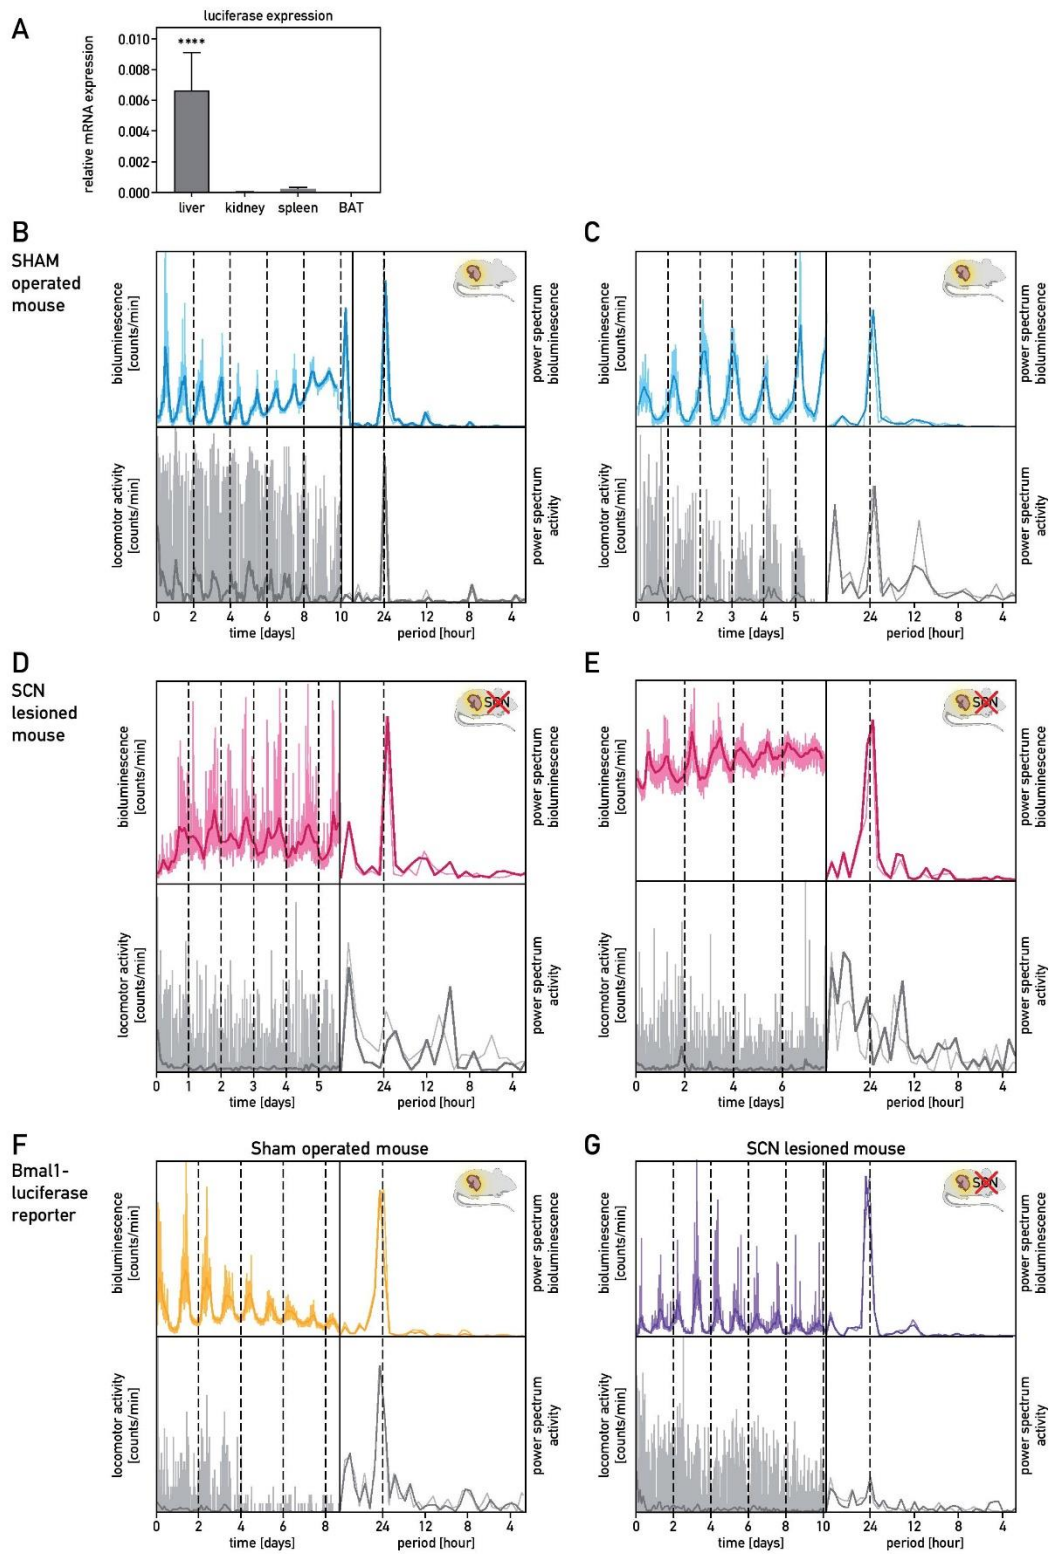 A
luciferase expression
relative mRNA expression
0.010
0.008
0.006
0.004
0.002
0.000
****
liver kidney spleen BAT
B
SHAM
operated
mouse
bioluminescence
[counts/min]
power spectrum
bioluminescence
locomotor activity
[counts/min]
power spectrum
activity
0 2 4 6 8 10 24 12 8 4
time [days] period [hour]
C
bioluminescence
[counts/min]
power spectrum
bioluminescence
locomotor activity
[counts/min]
power spectrum
activity
0 1 2 3 4 5 24 12 8 4
time [days] period [hour]
D
SCN
lesioned
mouse
SCN
bioluminescence
[counts/min]
power spectrum
bioluminescence
locomotor activity
[counts/min]
power spectrum
activity
0 1 2 3 4 5 24 12 8 4
time [days] period [hour]
E
SCN
bioluminescence
[counts/min]
power spectrum
bioluminescence
locomotor activity
[counts/min]
power spectrum
activity
0 2 4 6 24 12 8 4
time [days] period [hour]
F
Sham operated mouse
Bmal1-
luciferase
reporter
bioluminescence
[counts/min]
power spectrum
bioluminescence
locomotor activity
[counts/min]
power spectrum
activity
0 2 4 6 8 24 12 8 4
time [days] period [hour]
G
SCN lesioned mouse
SCN
bioluminescence
[counts/min]
power spectrum
bioluminescence
locomotor activity
[counts/min]
power spectrum
activity
0 2 4 6 8 10 24 12 8 4
time [days] period [hour]